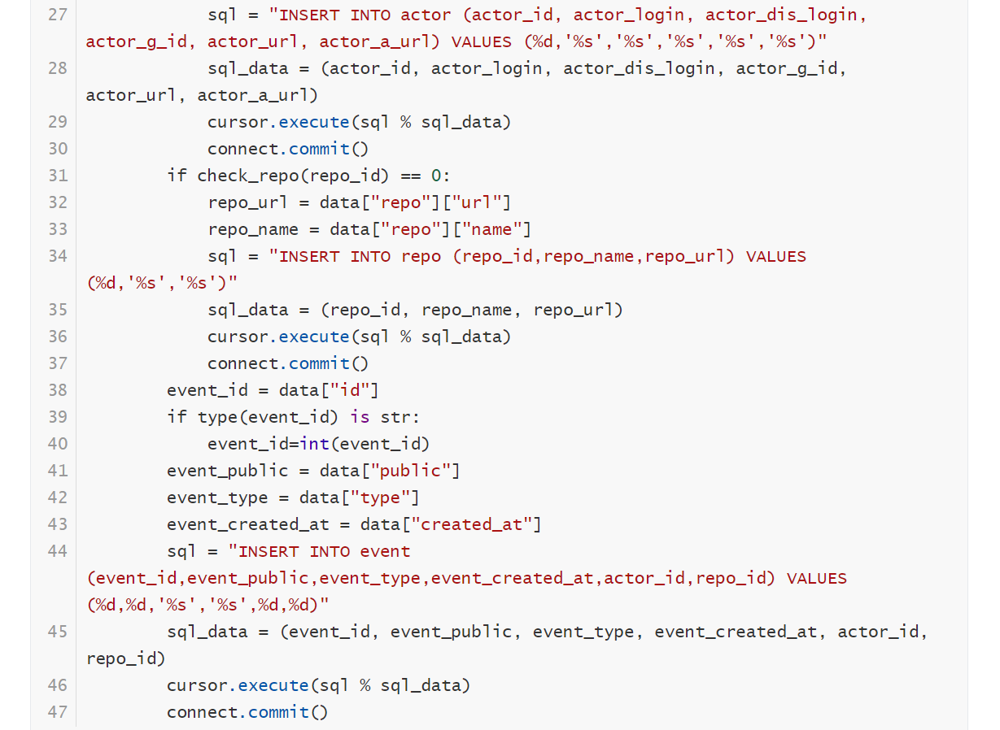 27 sql = "INSERT INTO actor (actor_id, actor_login, actor_dis_login,
actor_g_id, actor_url, actor_a_url) VALUES (%d,'%s','%s','%s','%s','%s')"
28 sql_data = (actor_id, actor_login, actor_dis_login, actor_g_id,
actor_url, actor_a_url)
29 cursor.execute(sql % sql_data)
30 connect.commit()
31 if check_repo(repo_id) == 0:
32 repo_url = data["repo"]["url"]
33 repo_name = data["repo"]["name"]
34 sql = "INSERT INTO repo (repo_id,repo_name,repo_url) VALUES
(%d,'%s','%s')"
35 sql_data = (repo_id, repo_name, repo_url)
36 cursor.execute(sql % sql_data)
37 connect.commit()
38 event_id = data["id"]
39 if type(event_id) is str:
40 event_id=int(event_id)
41 event_public = data["public"]
42 event_type = data["type"]
43 event_created_at = data["created_at"]
44 sql = "INSERT INTO event
(event_id,event_public,event_type,event_created_at,actor_id,repo_id) VALUES
(%d,%d,'%s','%s',%d,%d)"
45 sql_data = (event_id, event_public, event_type, event_created_at, actor_id,
repo_id)
46 cursor.execute(sql % sql_data)
47 connect.commit()